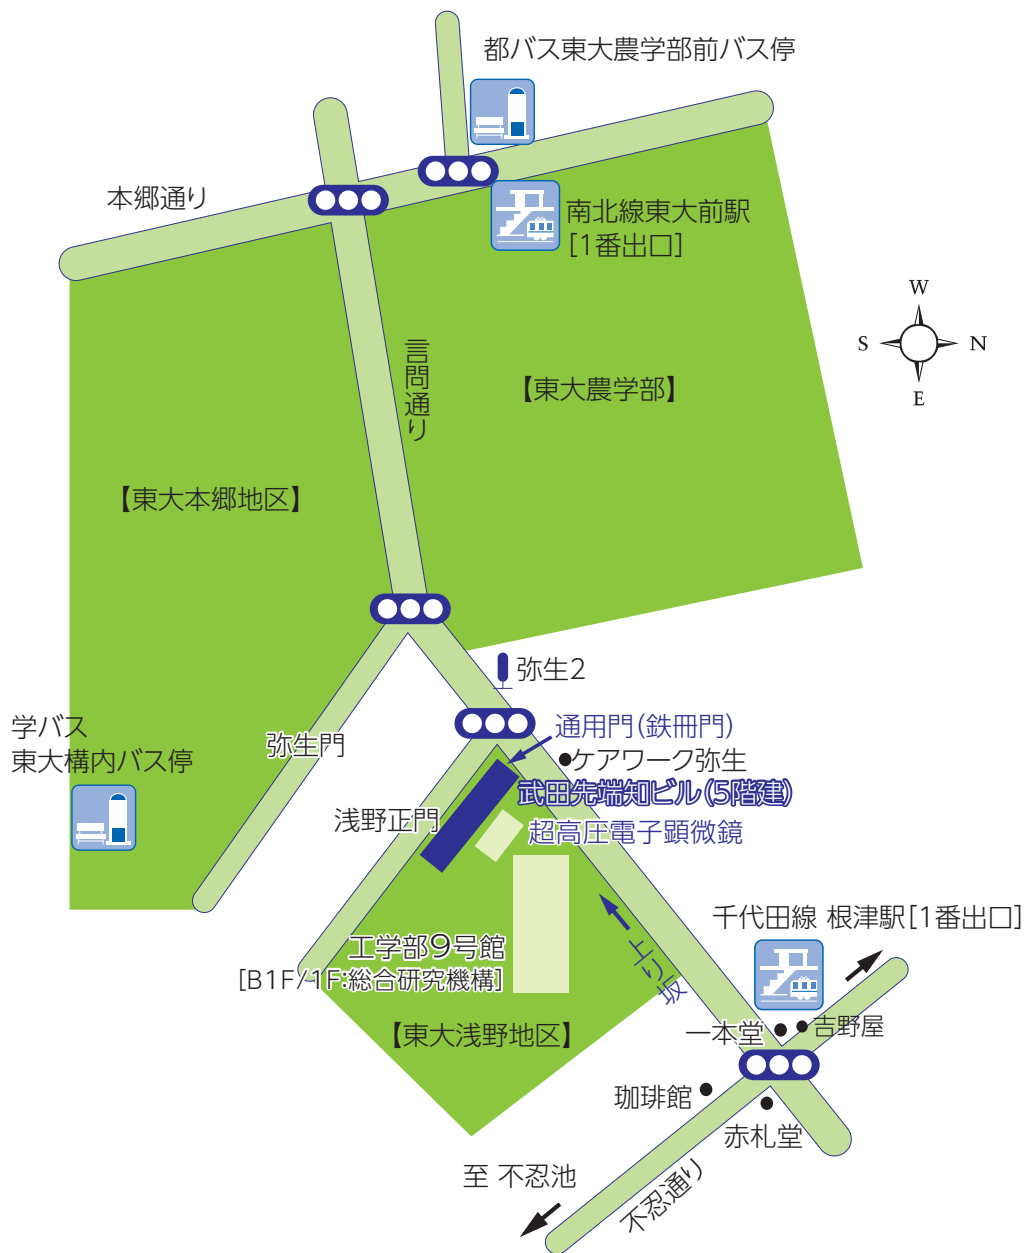 都バス東大農学部前バス停
本郷通り
南北線東大前駅
[1番出口]
W
S
N
E
言問通り
【東大農学部】
【東大本郷地区】
弥生2
学バス
東大構内バス停
弥生門
通用門(鉄冊門)
ケアワーク弥生
武田先端知ビル(5階建)
浅野正門
超高圧電子顕微鏡
千代田線 根津駅[1番出口]
上り坂
工学部9号館
[B1F/1F:総合研究機構]
一本堂
吉野屋
【東大浅野地区】
珈琲館
赤札堂
至 不忍池
不忍通り